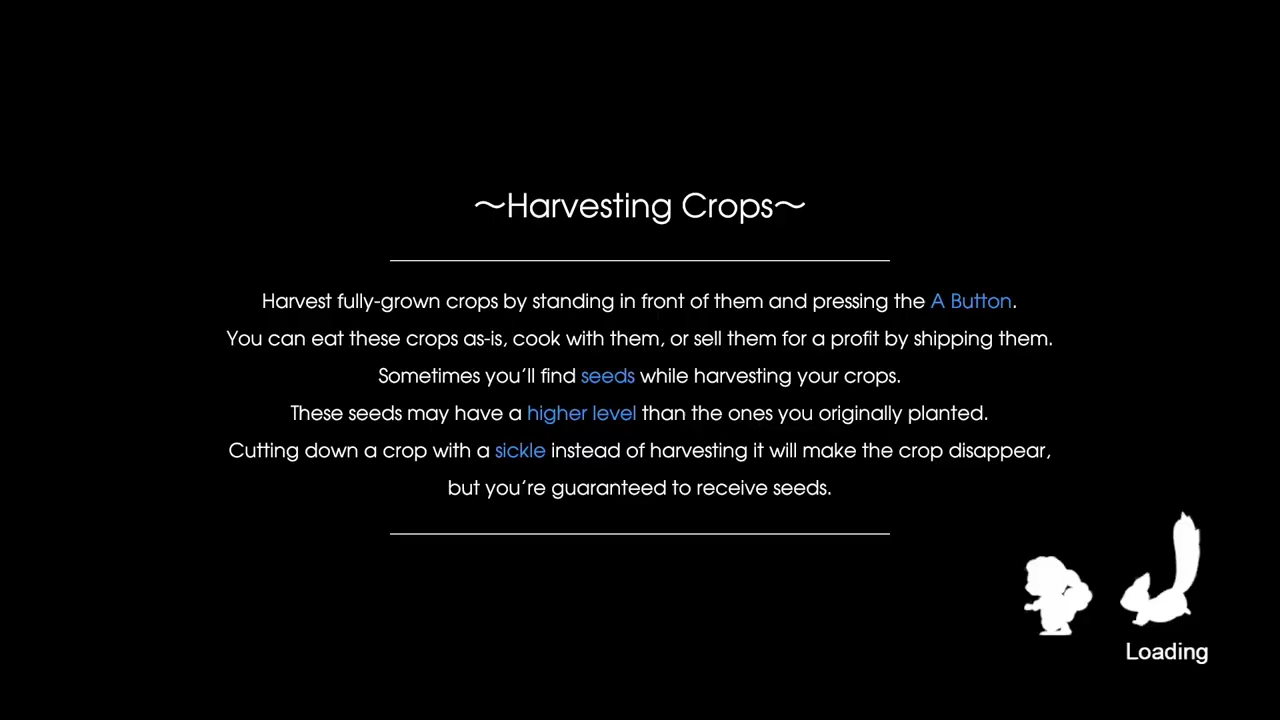 ～Harvesting Crops～
Harvest fully-grown crops by standing in front of them and pressing the A Button.
You can eat these crops as-is, cook with them, or sell them for a profit by shipping them.
Sometimes you'll find seeds while harvesting your crops.
These seeds may have a higher level than the ones you originally planted.
Cutting down a crop with a sickle instead of harvesting it will make the crop disappear,
but you're guaranteed to receive seeds.
Loading